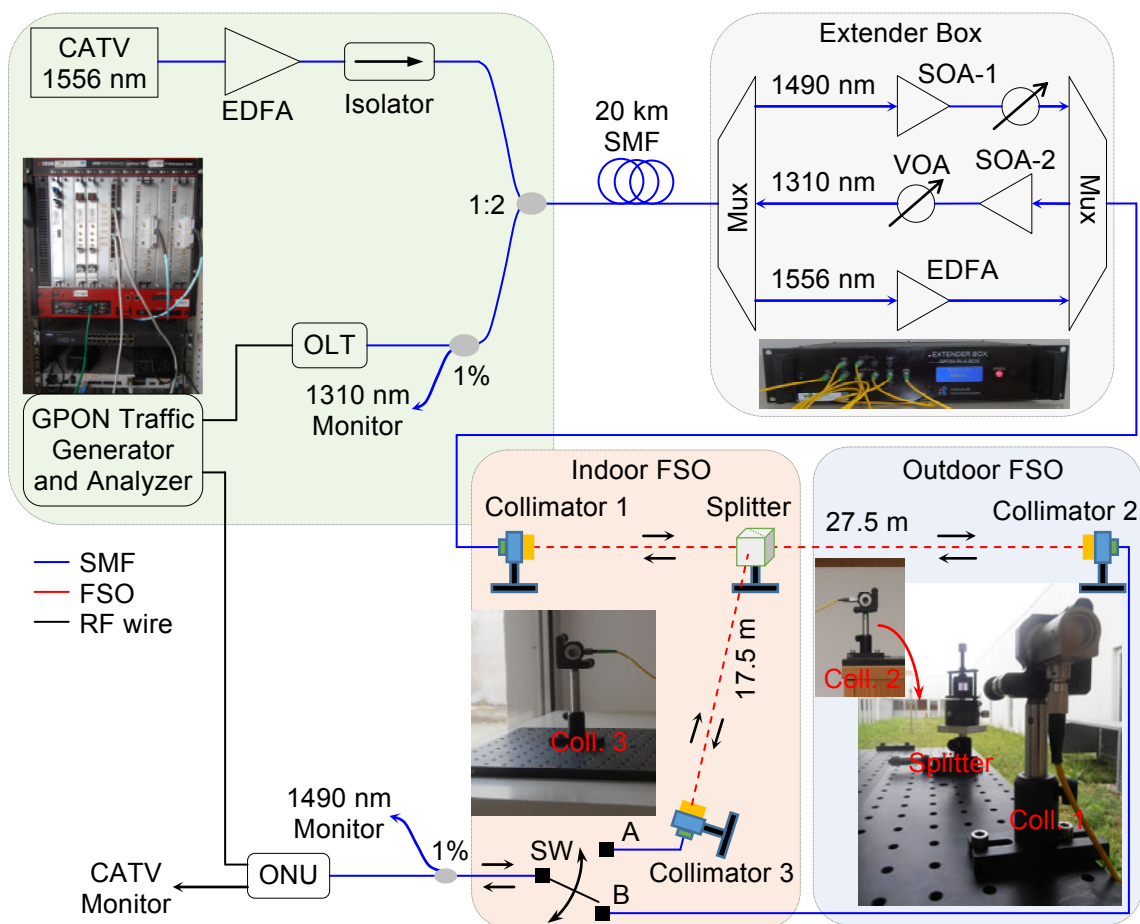 CATV
1556 nm
EDFA
Isolator
1:2
OLT
1%
1310 nm
Monitor
GPON Traffic
Generator
and Analyzer
20 km
SMF
Extender Box
Mux
1490 nm
SOA-1
VOA
SOA-2
1310 nm
1556 nm
EDFA
Mux
EXTENDER BOX
SMF
FSO
RF wire
Indoor FSO
Collimator 1
Splitter
17.5 m
Coll. 3
Collimator 3
A
SW
B
Outdoor FSO
27.5 m
Collimator 2
Coll. 2
Splitter
Coll. 1
1490 nm
Monitor
1%
CATV
Monitor
ONU